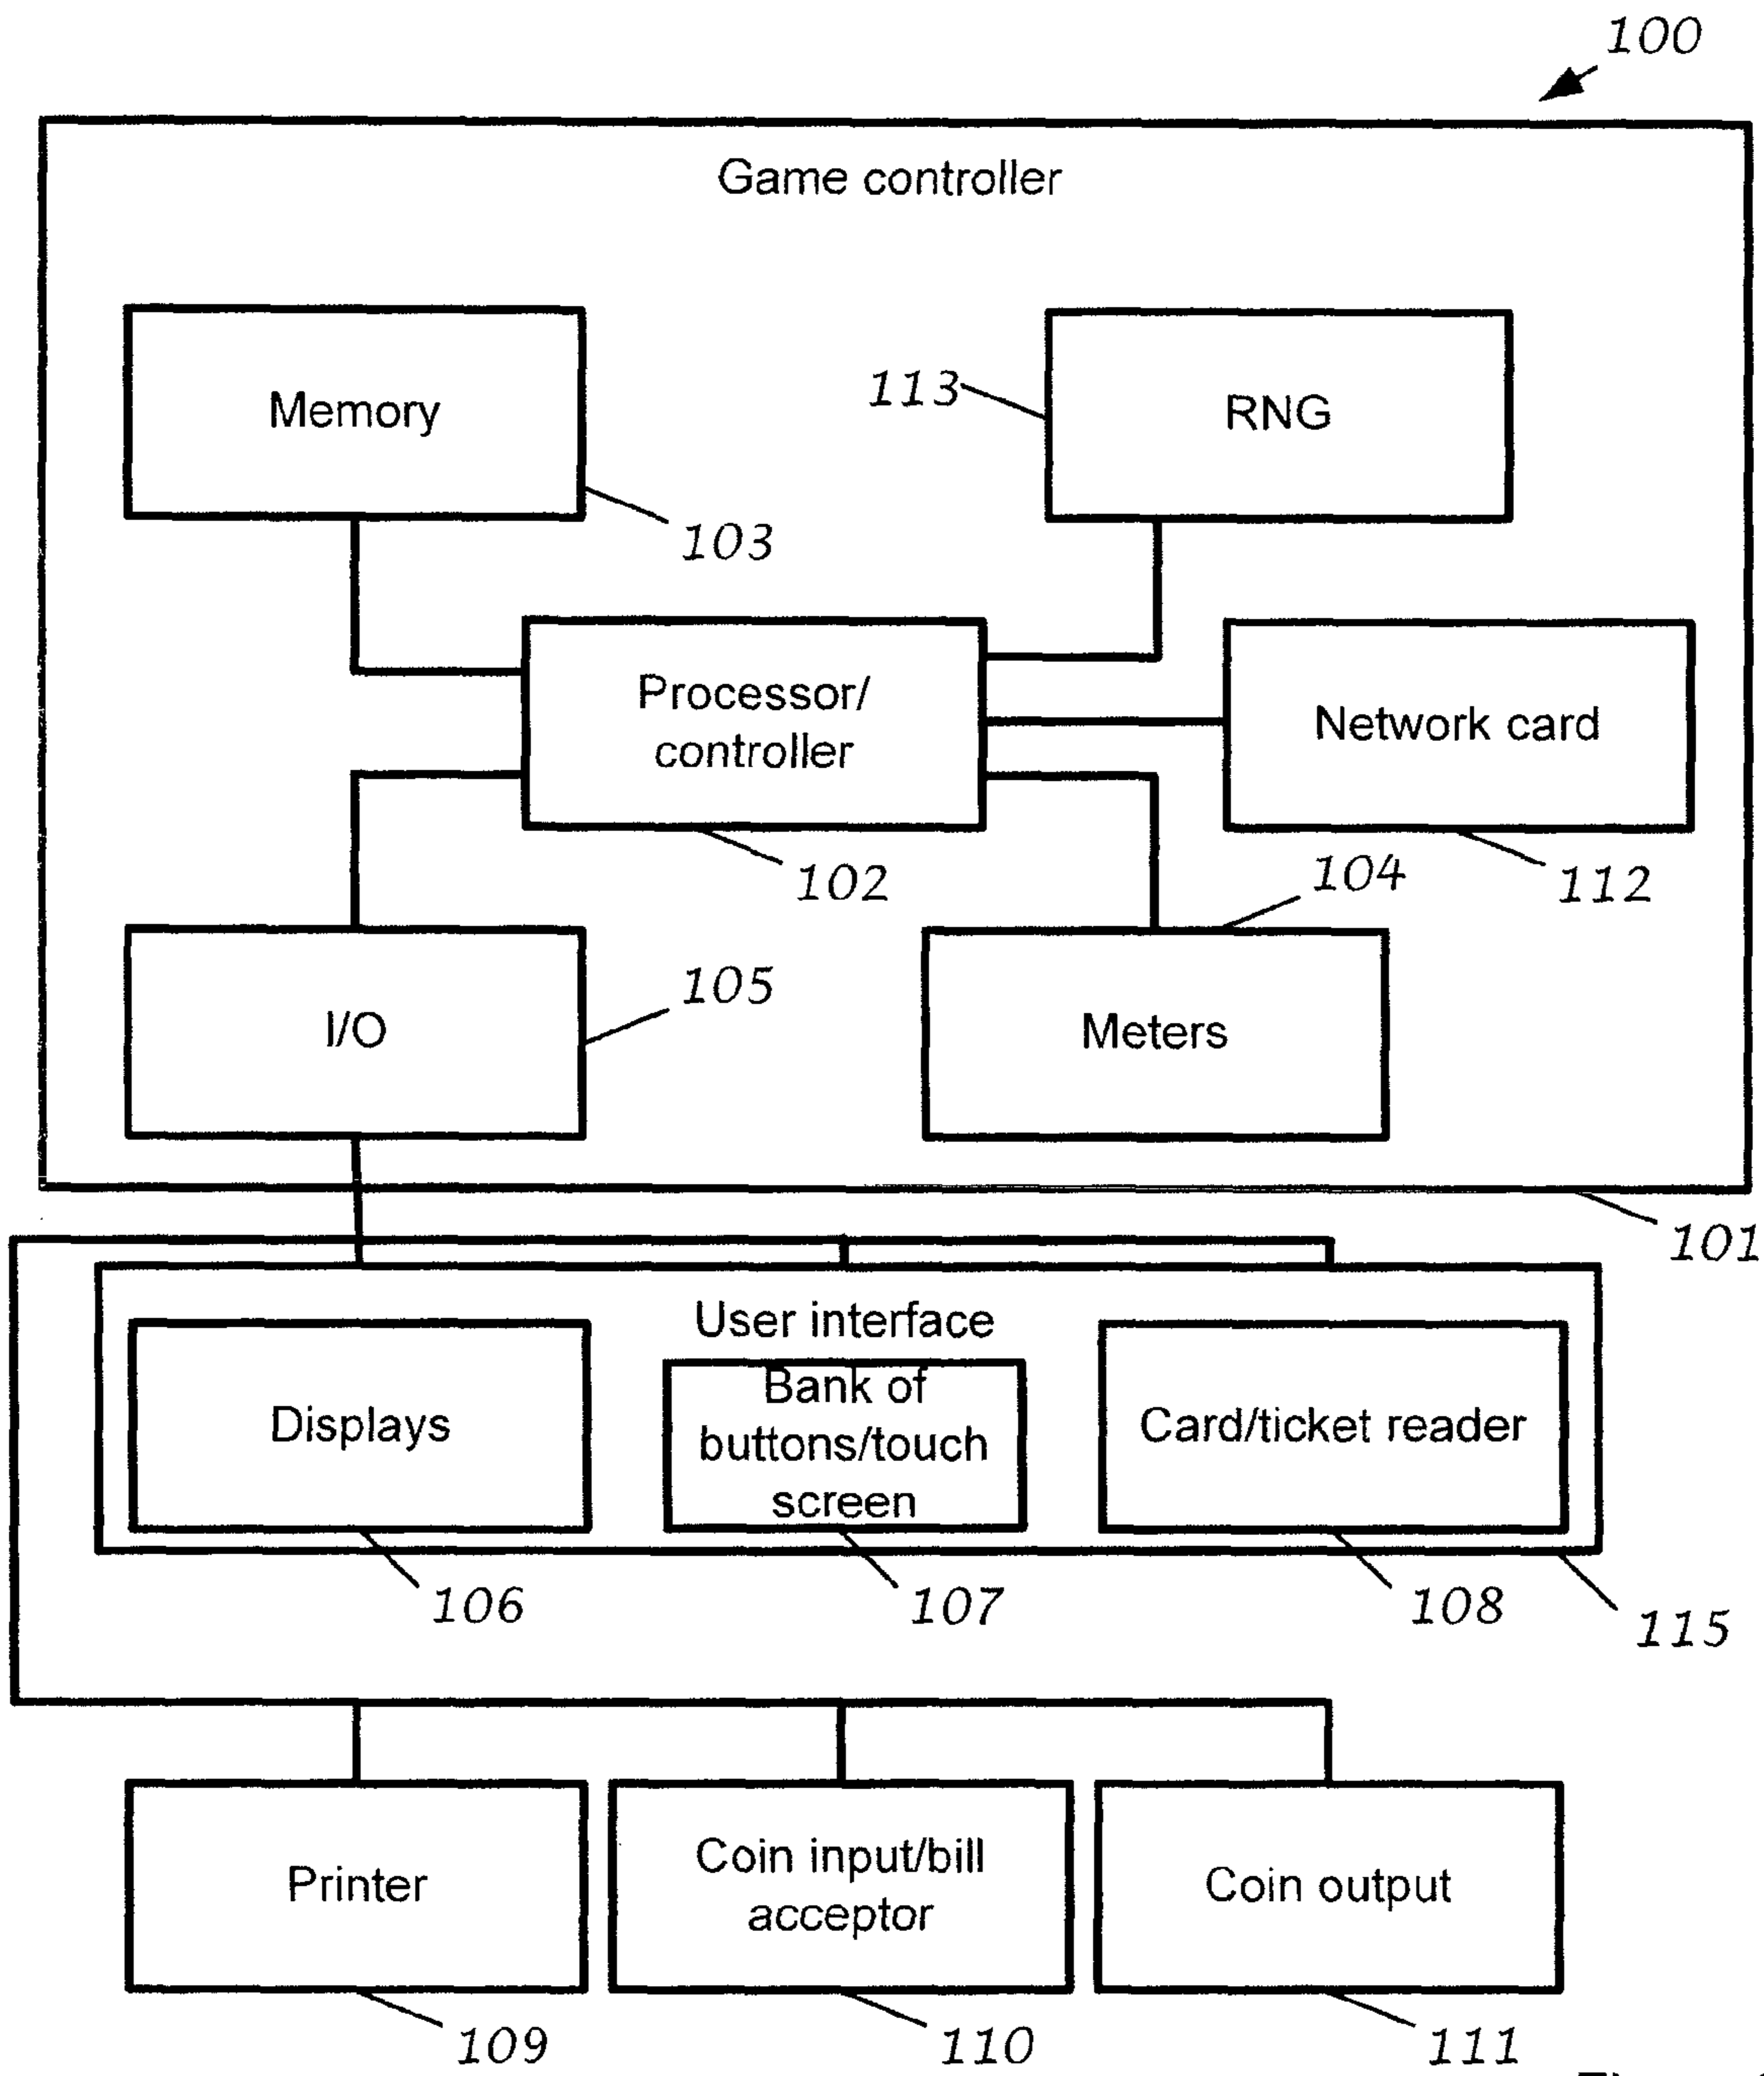 100
Game controller
Memory
113
RNG
103
Processor/
controller
Network card
102
104
112
I/O
105
Meters
101
User interface
Displays
Bank of
buttons/touch
screen
Card/ticket reader
106
107
108
115
Printer
Coin input/bill
acceptor
Coin output
109
110
111